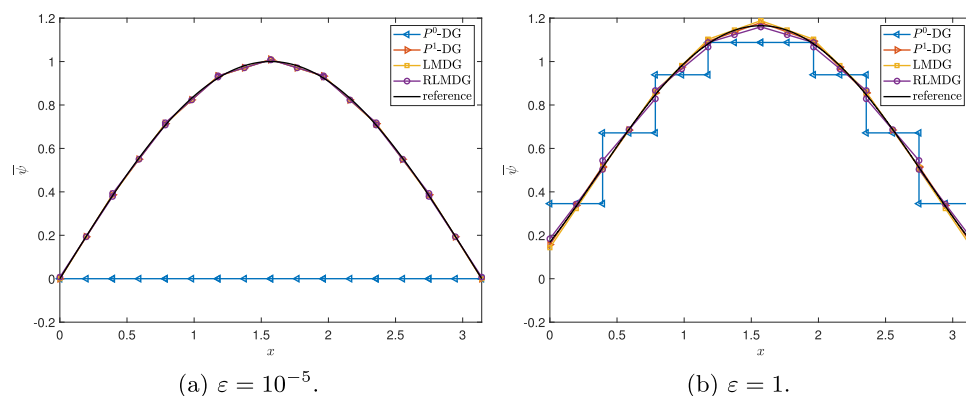 1.2
1
0.8
0.6
0.4
0.2
0
-0.2
0 0.5 1 1.5 2 2.5 3
x
ψ̅
P⁰-DG
P¹-DG
LMDG
RLMDG
reference
(a) ε = 10⁻⁵.
1.2
1
0.8
0.6
0.4
0.2
0
-0.2
0 0.5 1 1.5 2 2.5 3
x
ψ̅
P⁰-DG
P¹-DG
LMDG
RLMDG
reference
(b) ε = 1.